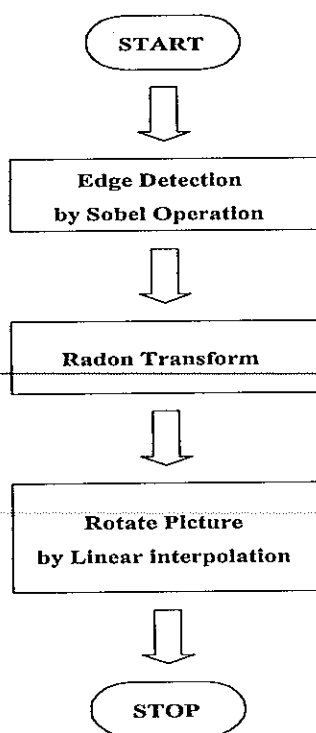 START
Edge Detection
by Sobel Operation
Radon Transform
Rotate Picture
by Linear interpolation
STOP